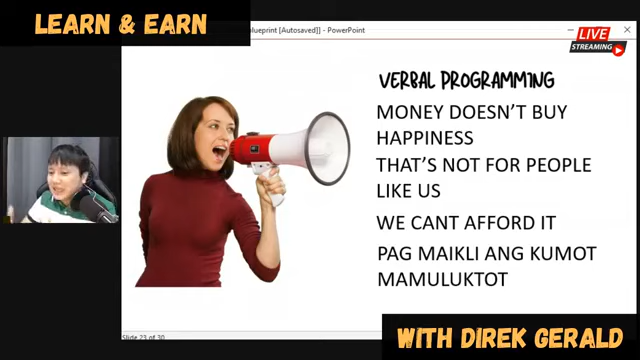 LEARN & EARN
lueprint [Autosaved]] - PowerPoint
LIVE
STREAMING
VERBAL PROGRAMMING
MONEY DOESN'T BUY
HAPPINESS
THAT'S NOT FOR PEOPLE
LIKE US
WE CANT AFFORD IT
PAG MAIKLI ANG KUMOT
MAMULUKTOT
Slide 23 of 30
WITH DIREK GERALD